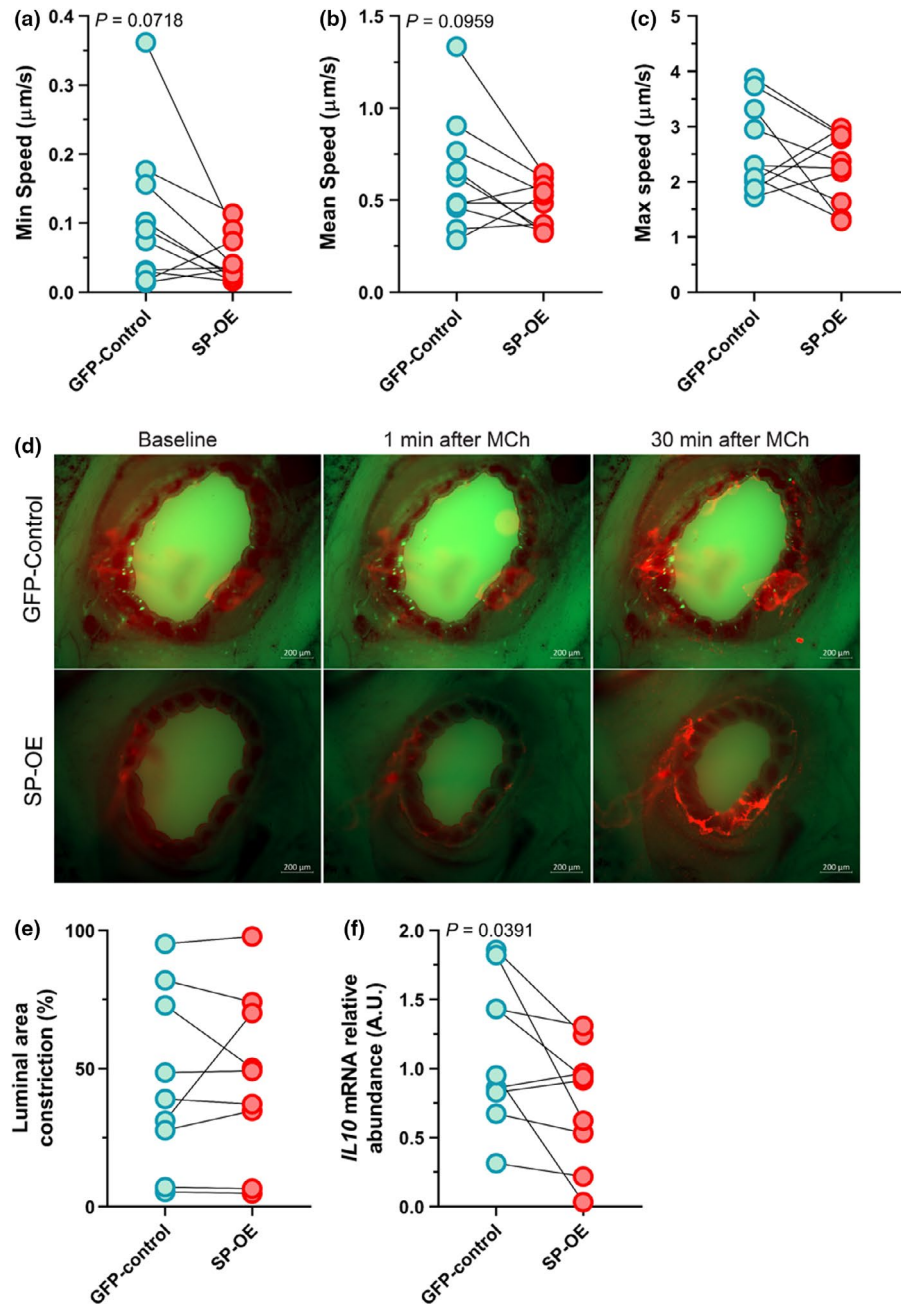 (a)
P = 0.0718
Min Speed (μm/s)
0.4
0.3
0.2
0.1
0.0
GFP-Control
SP-OE
(b)
P = 0.0959
Mean Speed (μm/s)
1.5
1.0
0.5
0.0
GFP-Control
SP-OE
(c)
Max speed (μm/s)
5
4
3
2
1
0
GFP-Control
SP-OE
(d)
Baseline
1 min after MCh
30 min after MCh
GFP-Control
200 μm
200 μm
200 μm
SP-OE
200 μm
200 μm
200 μm
(e)
Luminal area
constriction (%)
100
50
0
GFP-control
SP-OE
(f)
P = 0.0391
IL10 mRNA relative
abundance (A.U.)
2.0
1.5
1.0
0.5
0.0
GFP-control
SP-OE